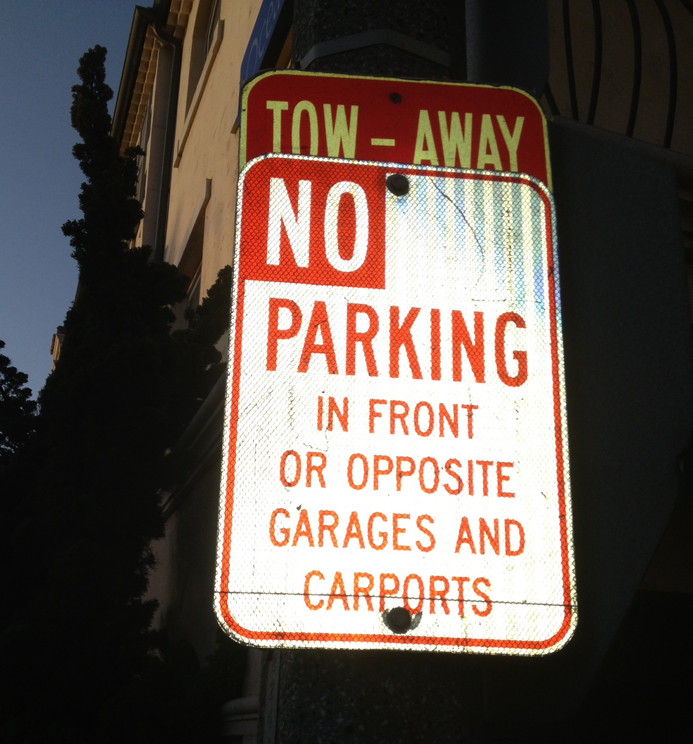 TOW - AWAY
NO
PARKING
IN FRONT
OR OPPOSITE
GARAGES AND
CARPORTS